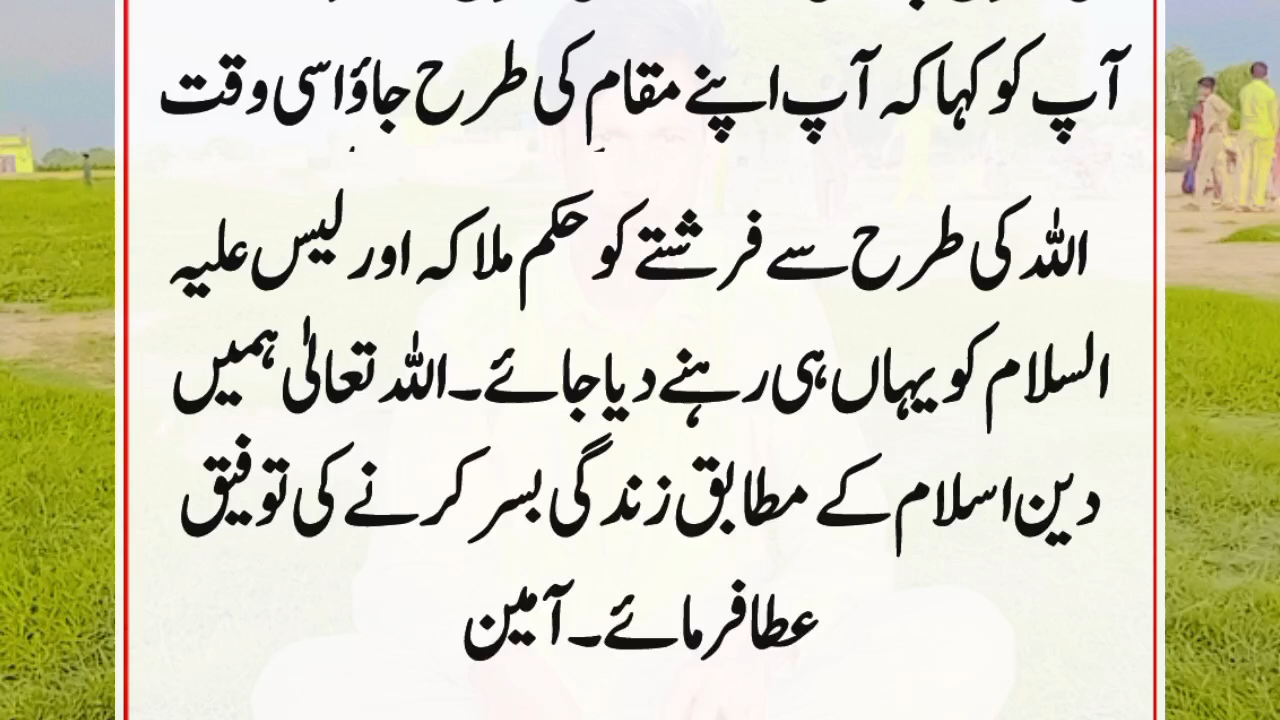 آپ کو کہا کہ آپ اپنے مقام کی طرح جاؤ اسی وقت
اللہ کی طرح سے فرشتے کو حکم ملا کہ اور لیس علیہ
السلام کو یہاں ہی رہنے دیا جائے۔ اللہ تعالیٰ ہمیں
دین اسلام کے مطابق زندگی بسر کرنے کی توفیق
عطا فرمائے۔ آمین